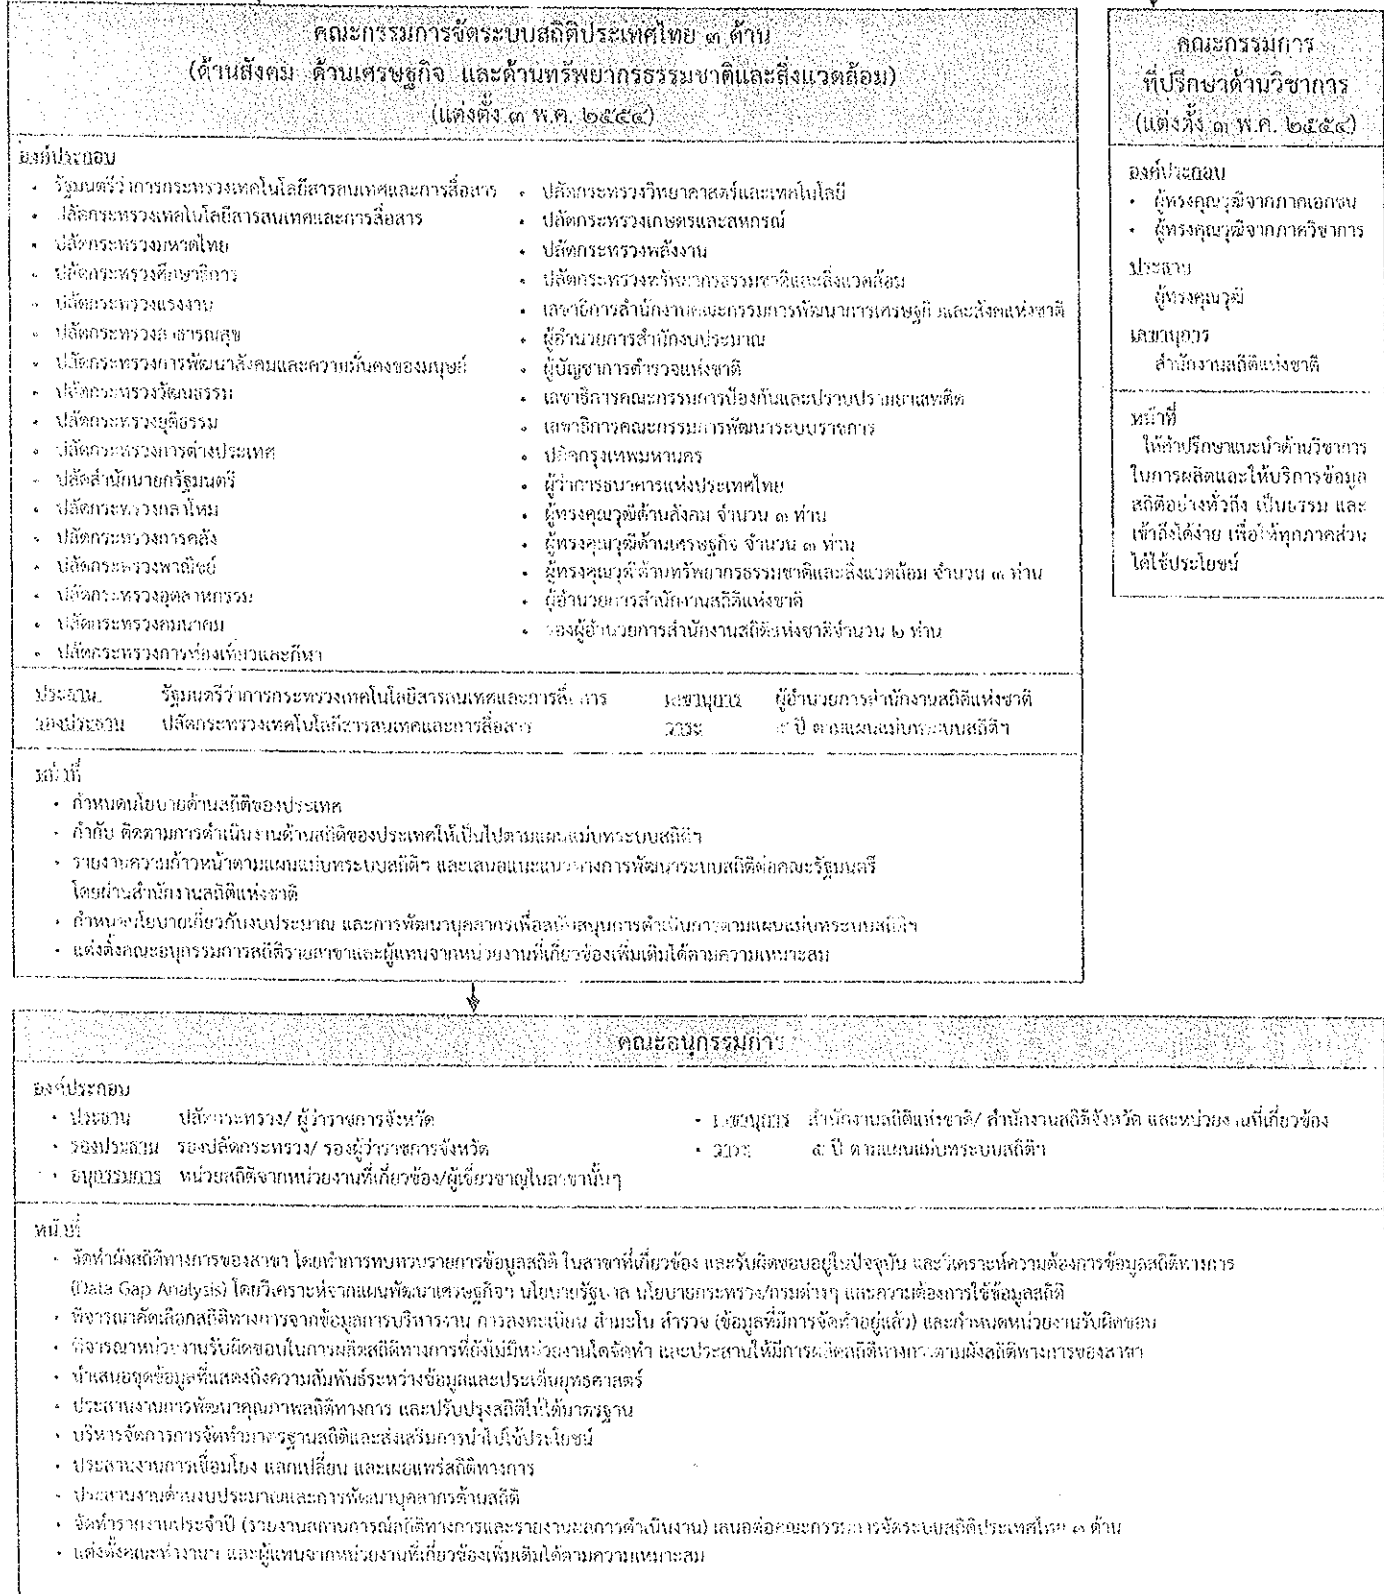 คณะกรรมการจัดระบบสถิติประเทศไทย ๓ ด้าน
(ด้านสังคม ด้านเศรษฐกิจ และด้านทรัพยากรธรรมชาติและสิ่งแวดล้อม)
(แต่งตั้ง ๓ พ.ค. ๒๕๕๔)
องค์ประกอบ
• รัฐมนตรีว่าการกระทรวงเทคโนโลยีสารสนเทศและการสื่อสาร
• ปลัดกระทรวงเทคโนโลยีสารสนเทศและการสื่อสาร
• ปลัดกระทรวงมหาดไทย
• ปลัดกระทรวงศึกษาธิการ
• ปลัดกระทรวงแรงงาน
• ปลัดกระทรวงสาธารณสุข
• ปลัดกระทรวงการพัฒนาสังคมและความมั่นคงของมนุษย์
• ปลัดกระทรวงวัฒนธรรม
• ปลัดกระทรวงยุติธรรม
• ปลัดกระทรวงการต่างประเทศ
• ปลัดสำนักนายกรัฐมนตรี
• ปลัดกระทรวงกลาโหม
• ปลัดกระทรวงการคลัง
• ปลัดกระทรวงพาณิชย์
• ปลัดกระทรวงอุตสาหกรรม
• ปลัดกระทรวงคมนาคม
• ปลัดกระทรวงการท่องเที่ยวและกีฬา
• ปลัดกระทรวงวิทยาศาสตร์และเทคโนโลยี
• ปลัดกระทรวงเกษตรและสหกรณ์
• ปลัดกระทรวงพลังงาน
• ปลัดกระทรวงทรัพยากรธรรมชาติและสิ่งแวดล้อม
• เลขาธิการสำนักงานคณะกรรมการพัฒนาการเศรษฐกิจและสังคมแห่งชาติ
• ผู้อำนวยการสำนักงบประมาณ
• ผู้บัญชาการตำรวจแห่งชาติ
• เลขาธิการคณะกรรมการป้องกันและปราบปรามยาเสพติด
• เลขาธิการคณะกรรมการพัฒนาระบบราชการ
• ปลัดกรุงเทพมหานคร
• ผู้ว่าการธนาคารแห่งประเทศไทย
• ผู้ทรงคุณวุฒิด้านสังคม จำนวน ๓ ท่าน
• ผู้ทรงคุณวุฒิด้านเศรษฐกิจ จำนวน ๓ ท่าน
• ผู้ทรงคุณวุฒิด้านทรัพยากรธรรมชาติและสิ่งแวดล้อม จำนวน ๓ ท่าน
• ผู้อำนวยการสำนักงานสถิติแห่งชาติ
• รองผู้อำนวยการสำนักงานสถิติแห่งชาติจำนวน ๒ ท่าน
ประธาน รัฐมนตรีว่าการกระทรวงเทคโนโลยีสารสนเทศและการสื่อสาร เลขานุการ ผู้อำนวยการสำนักงานสถิติแห่งชาติ
รองประธาน ปลัดกระทรวงเทคโนโลยีสารสนเทศและการสื่อสาร วาระ ๕ ปี ตามแผนแม่บทระบบสถิติฯ
หน้าที่
• กำหนดนโยบายด้านสถิติของประเทศ
• กำกับ ติดตามการดำเนินงานด้านสถิติของประเทศให้เป็นไปตามแผนแม่บทระบบสถิติฯ
• รายงานความก้าวหน้าตามแผนแม่บทระบบสถิติฯ และเสนอแนะแนวทางการพัฒนาระบบสถิติต่อคณะรัฐมนตรี
โดยผ่านสำนักงานสถิติแห่งชาติ
• กำหนดนโยบายเกี่ยวกับงบประมาณ และการพัฒนาบุคลากรเพื่อสนับสนุนการดำเนินการตามแผนแม่บทระบบสถิติฯ
• แต่งตั้งคณะอนุกรรมการสถิติรายสาขาและผู้แทนจากหน่วยงานที่เกี่ยวข้องเพิ่มเติมได้ตามความเหมาะสม
คณะกรรมการ
ที่ปรึกษาด้านวิชาการ
(แต่งตั้ง ๓ พ.ค. ๒๕๕๔)
องค์ประกอบ
• ผู้ทรงคุณวุฒิจากภาคเอกชน
• ผู้ทรงคุณวุฒิจากภาควิชาการ
ประธาน
ผู้ทรงคุณวุฒิ
เลขานุการ
สำนักงานสถิติแห่งชาติ
หน้าที่
ให้คำปรึกษาแนะนำด้านวิชาการ
ในการผลิตและให้บริการข้อมูล
สถิติอย่างทั่วถึง เป็นธรรม และ
เข้าถึงได้ง่าย เพื่อให้ทุกภาคส่วน
ได้ใช้ประโยชน์
คณะอนุกรรมการ
องค์ประกอบ
• ประธาน ปลัดกระทรวง/ ผู้ว่าราชการจังหวัด • เลขานุการ สำนักงานสถิติแห่งชาติ/ สำนักงานสถิติจังหวัด และหน่วยงานที่เกี่ยวข้อง
• รองประธาน รองปลัดกระทรวง/ รองผู้ว่าราชการจังหวัด • วาระ ๕ ปี ตามแผนแม่บทระบบสถิติฯ
• อนุกรรมการ หน่วยสถิติจากหน่วยงานที่เกี่ยวข้อง/ผู้เชี่ยวชาญในสาขานั้นๆ
หน้าที่
• จัดทำผังสถิติทางการของสาขา โดยทำการทบทวนรายการข้อมูลสถิติ ในสาขาที่เกี่ยวข้อง และรับผิดชอบอยู่ในปัจจุบัน และวิเคราะห์ความต้องการข้อมูลสถิติทางการ
(Data Gap Analysis) โดยวิเคราะห์จากแผนพัฒนาเศรษฐกิจฯ นโยบายรัฐบาล นโยบายกระทรวง/กรมต่างๆ และความต้องการใช้ข้อมูลสถิติ
• พิจารณาคัดเลือกสถิติทางการจากข้อมูลการบริหารงาน การลงทะเบียน สำมะโน สำรวจ (ข้อมูลที่มีการจัดทำอยู่แล้ว) และกำหนดหน่วยงานรับผิดชอบ
• พิจารณาหน่วยงานรับผิดชอบในการผลิตสถิติทางการที่ยังไม่มีหน่วยงานใดจัดทำ และประสานให้มีการผลิตสถิติทางการตามผังสถิติทางการของสาขา
• นำเสนอชุดข้อมูลที่แสดงถึงความสัมพันธ์ระหว่างข้อมูลและประเด็นยุทธศาสตร์
• ประสานงานการพัฒนาคุณภาพสถิติทางการ และปรับปรุงสถิติให้ได้มาตรฐาน
• บริหารจัดการการจัดทำมาตรฐานสถิติและส่งเสริมการนำไปใช้ประโยชน์
• ประสานงานการเชื่อมโยง แลกเปลี่ยน และเผยแพร่สถิติทางการ
• ประสานงานด้านงบประมาณและการพัฒนาบุคลากรด้านสถิติ
• จัดทำรายงานประจำปี (รายงานสถานการณ์สถิติทางการและรายงานผลการดำเนินงาน) เสนอต่อคณะกรรมการจัดระบบสถิติประเทศไทย ๓ ด้าน
• แต่งตั้งคณะทำงานฯ และผู้แทนจากหน่วยงานที่เกี่ยวข้องเพิ่มเติมได้ตามความเหมาะสม